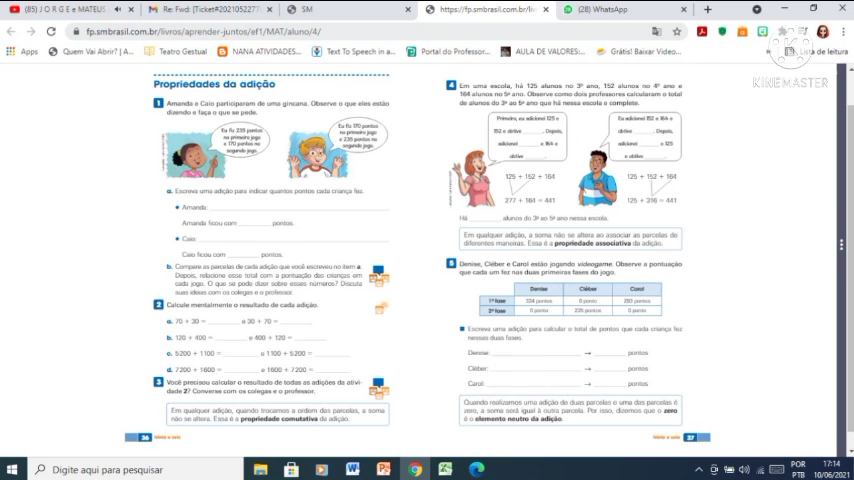 (85) J O R G E e MATEUS
Re: Fwd: [Ticket#2021052277
SM
https://fp.smbrasil.com.br/livr
(28) WhatsApp
fp.smbrasil.com.br/livros/aprender-juntos/ef1/MAT/aluno/4/
Apps
Quem Vai Abrir? | A...
Teatro Gestual
NANA ATIVIDADES...
Text To Speech in a...
Portal do Professor...
AULA DE VALORES:...
Grátis! Baixar Video...
Lista de leitura
KINEMASTER
Propriedades da adição
1 Amanda e Caio participaram de uma gincana. Observe o que eles estão
dizendo e faça o que se pede.
Eu fiz 235 pontos
no primeiro jogo
e 170 pontos no
segundo jogo.
Eu fiz 170 pontos
no primeiro jogo
e 235 pontos no
segundo jogo.
a. Escreva uma adição para indicar quantos pontos cada criança fez.
• Amanda:
Amanda ficou com pontos.
• Caio:
Caio ficou com pontos.
b. Compare as parcelas de cada adição que você escreveu no item a.
Depois, relacione esse total com a pontuação das crianças em
cada jogo. O que se pode dizer sobre esses números? Discuta
suas ideias com os colegas e o professor.
2 Calcule mentalmente o resultado de cada adição.
a. 70 + 30 = e 30 + 70 =
b. 120 + 400 = e 400 + 120 =
c. 5200 + 1100 = e 1100 + 5200 =
d. 7200 + 1600 = e 1600 + 7200 =
3 Você precisou calcular o resultado de todas as adições da ativi-
dade 2? Converse com os colegas e o professor.
Em qualquer adição, quando trocamos a ordem das parcelas, a soma
não se altera. Essa é a propriedade comutativa da adição.
36 trinta e seis
4 Em uma escola, há 125 alunos no 3º ano, 152 alunos no 4º ano e
164 alunos no 5º ano. Observe como dois professores calcularam o total
de alunos do 3º ao 5º ano que há nessa escola e complete.
Primeiro, eu adicionei 125 e
152 e obtive . Depois,
adicionei e 164 e
obtive .
Eu adicionei 152 e 164 e
obtive . Depois,
adicionei e 125
e obtive .
125 + 152 + 164
277 + 164 = 441
125 + 152 + 164
125 + 316 = 441
Há alunos do 3º ao 5º ano nessa escola.
Em qualquer adição, a soma não se altera ao associar as parcelas de
diferentes maneiras. Essa é a propriedade associativa da adição.
5 Denise, Cléber e Carol estão jogando videogame. Observe a pontuação
que cada um fez nas duas primeiras fases do jogo.
Denise Cléber Carol
1ª fase 334 pontos 0 ponto 293 pontos
2ª fase 0 ponto 225 pontos 0 ponto
Escreva uma adição para calcular o total de pontos que cada criança fez
nessas duas fases.
Denise: → pontos
Cléber: → pontos
Carol: → pontos
Quando realizamos uma adição de duas parcelas e uma das parcelas é
zero, a soma será igual à outra parcela. Por isso, dizemos que o zero
é o elemento neutro da adição.
trinta e sete 37
Digite aqui para pesquisar
POR
PTB
17:14
10/06/2021